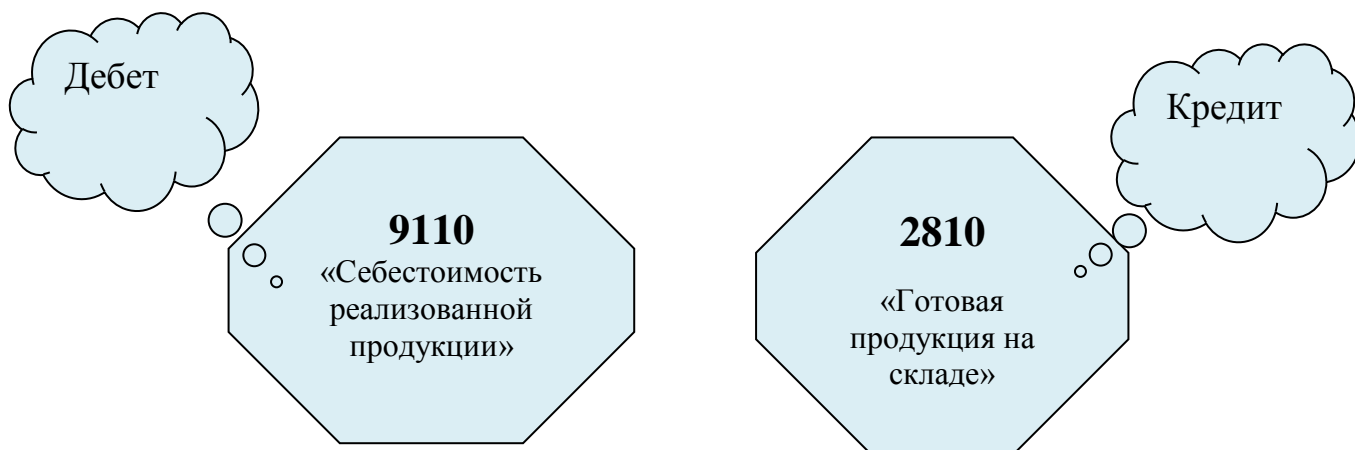 Дебет
Кредит
9110
«Себестоимость
реализованной
продукции»
2810
«Готовая
продукция на
складе»